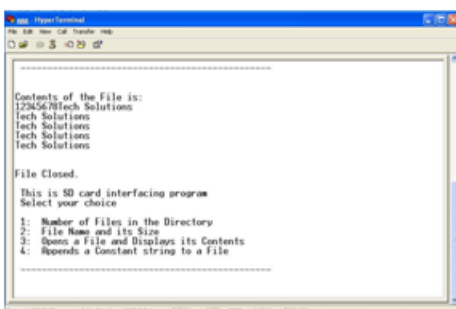 HyperTerminal
File Edit View Call Transfer Help
Contents of the File is:
12345678Tech Solutions
Tech Solutions
Tech Solutions
Tech Solutions
Tech Solutions
File Closed.
This is SD card interfacing program
Select your choice
1: Number of Files in the Directory
2: File Name and its Size
3: Opens a File and Displays its Contents
4: Appends a Constant string to a File